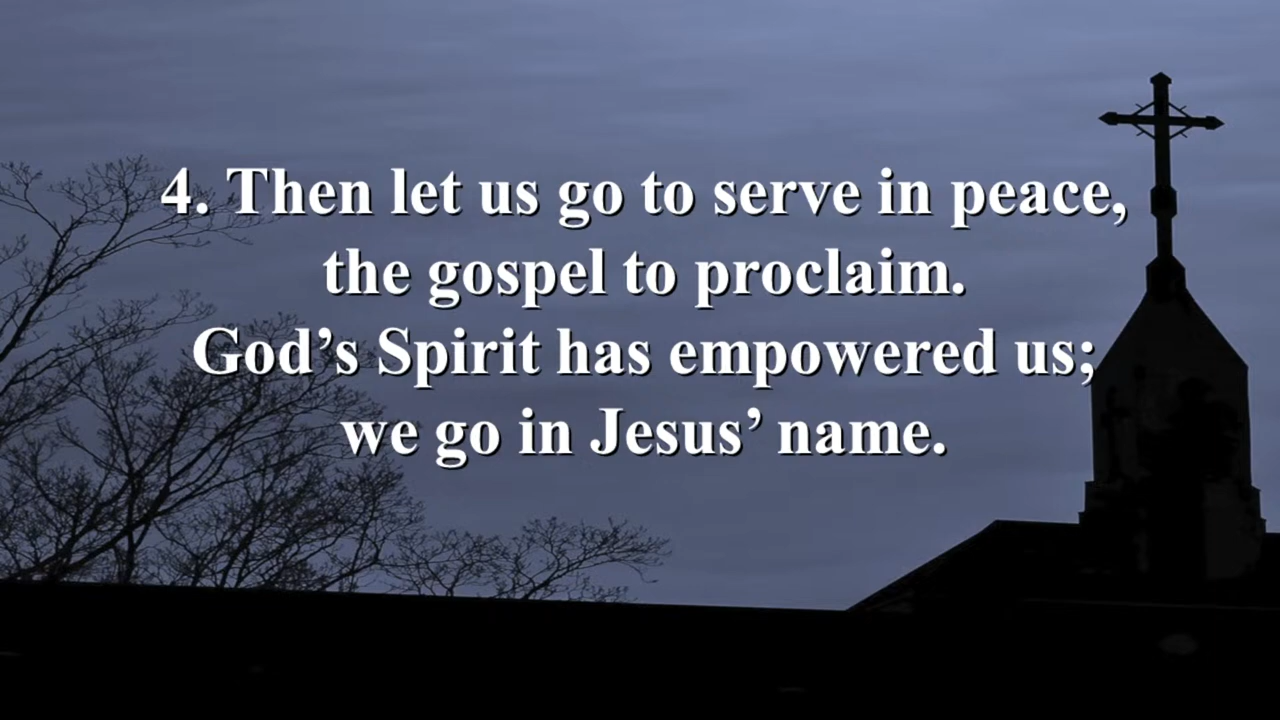 4. Then let us go to serve in peace,
the gospel to proclaim.
God’s Spirit has empowered us;
we go in Jesus’ name.